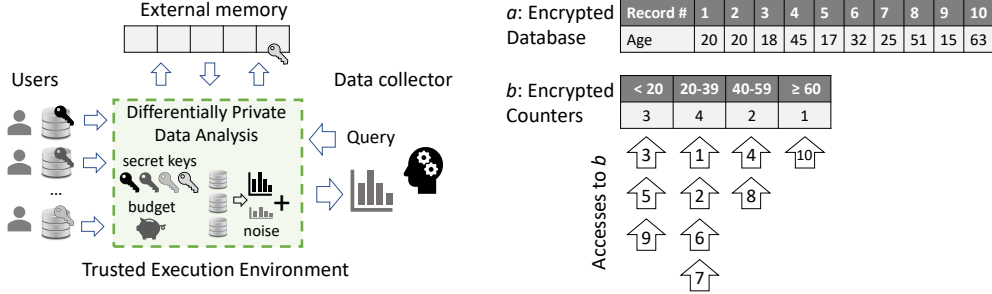 External memory
Users
Data collector
Differentially Private
Data Analysis
secret keys
budget
noise
Query
...
Trusted Execution Environment
a: Encrypted
Database
Record # 1 2 3 4 5 6 7 8 9 10
Age 20 20 18 45 17 32 25 51 15 63
b: Encrypted
Counters
< 20 20-39 40-59 ≥ 60
3 4 2 1
Accesses to b
3 1 4 10
5 2 8
9 6
7